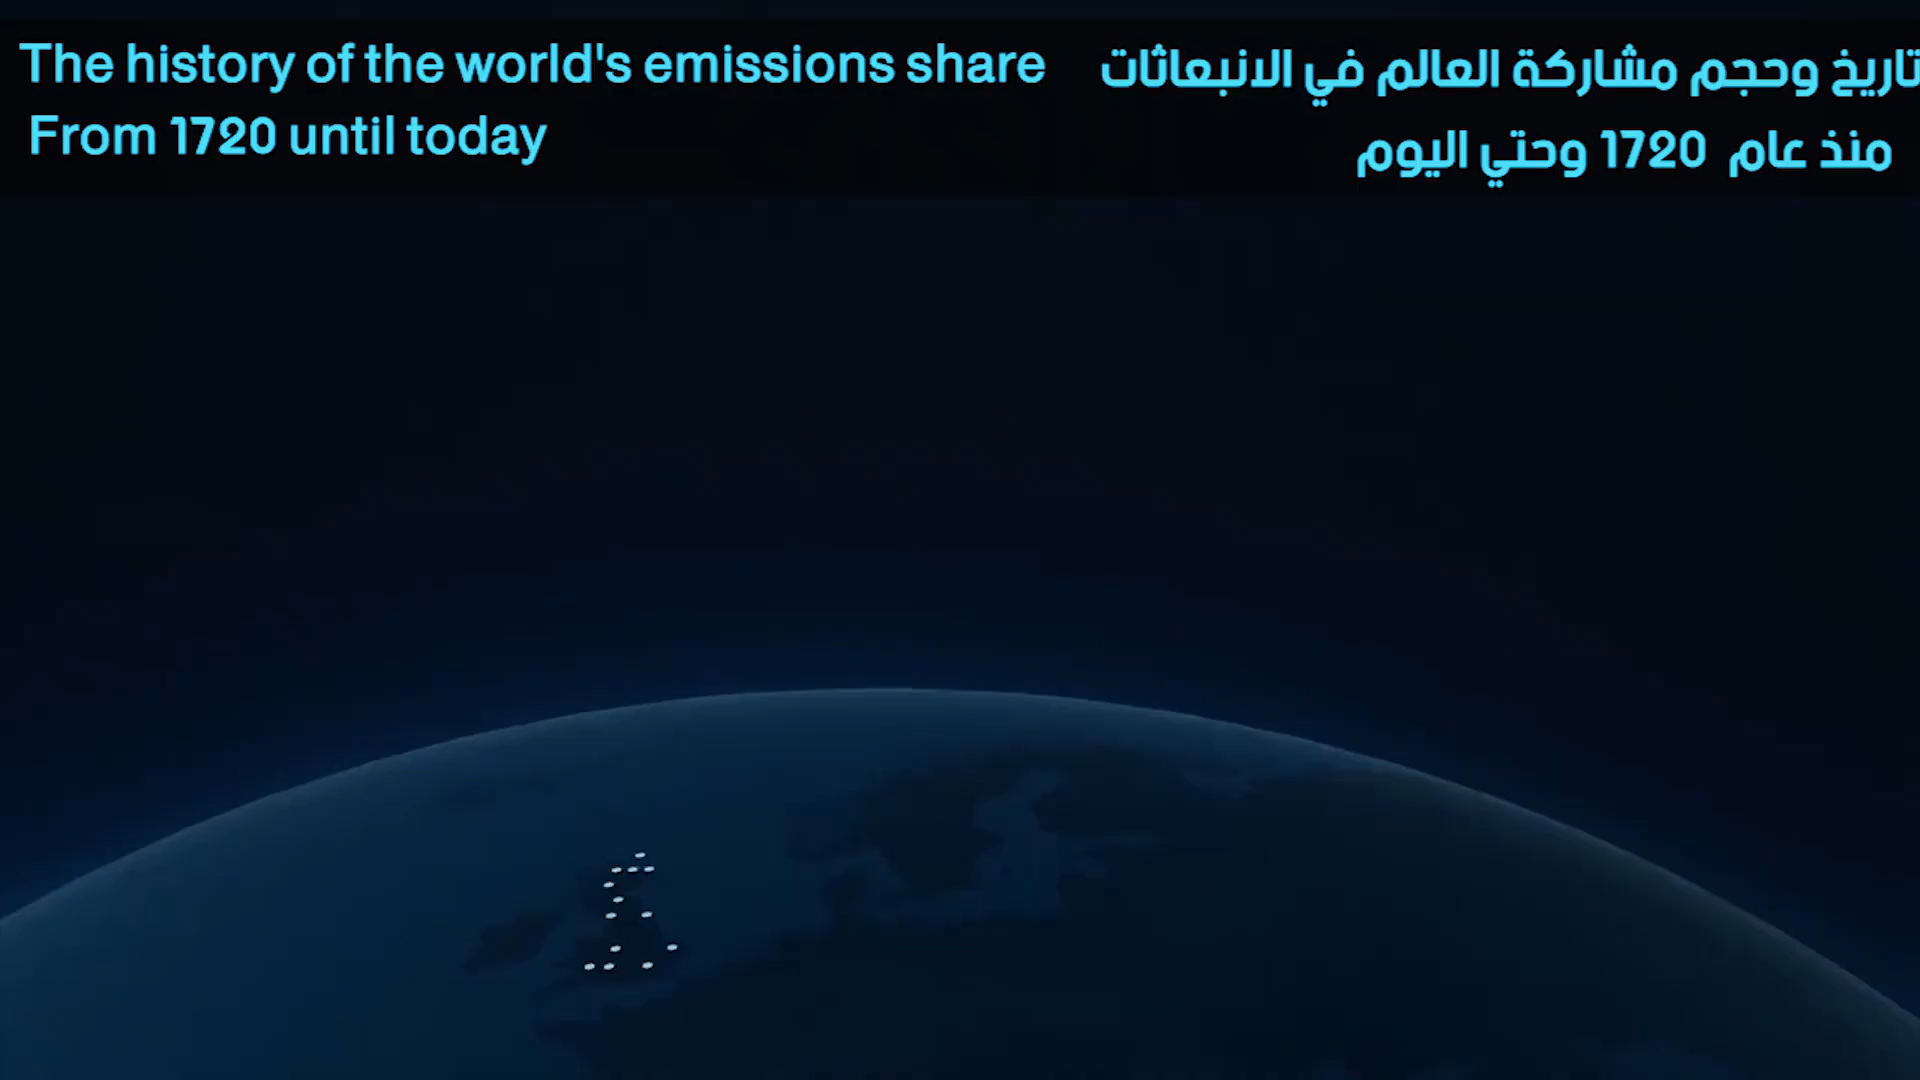 The history of the world's emissions share
From 1720 until today
تاريخ وحجم مشاركة العالم في الانبعاثات
منذ عام 1720 وحتي اليوم